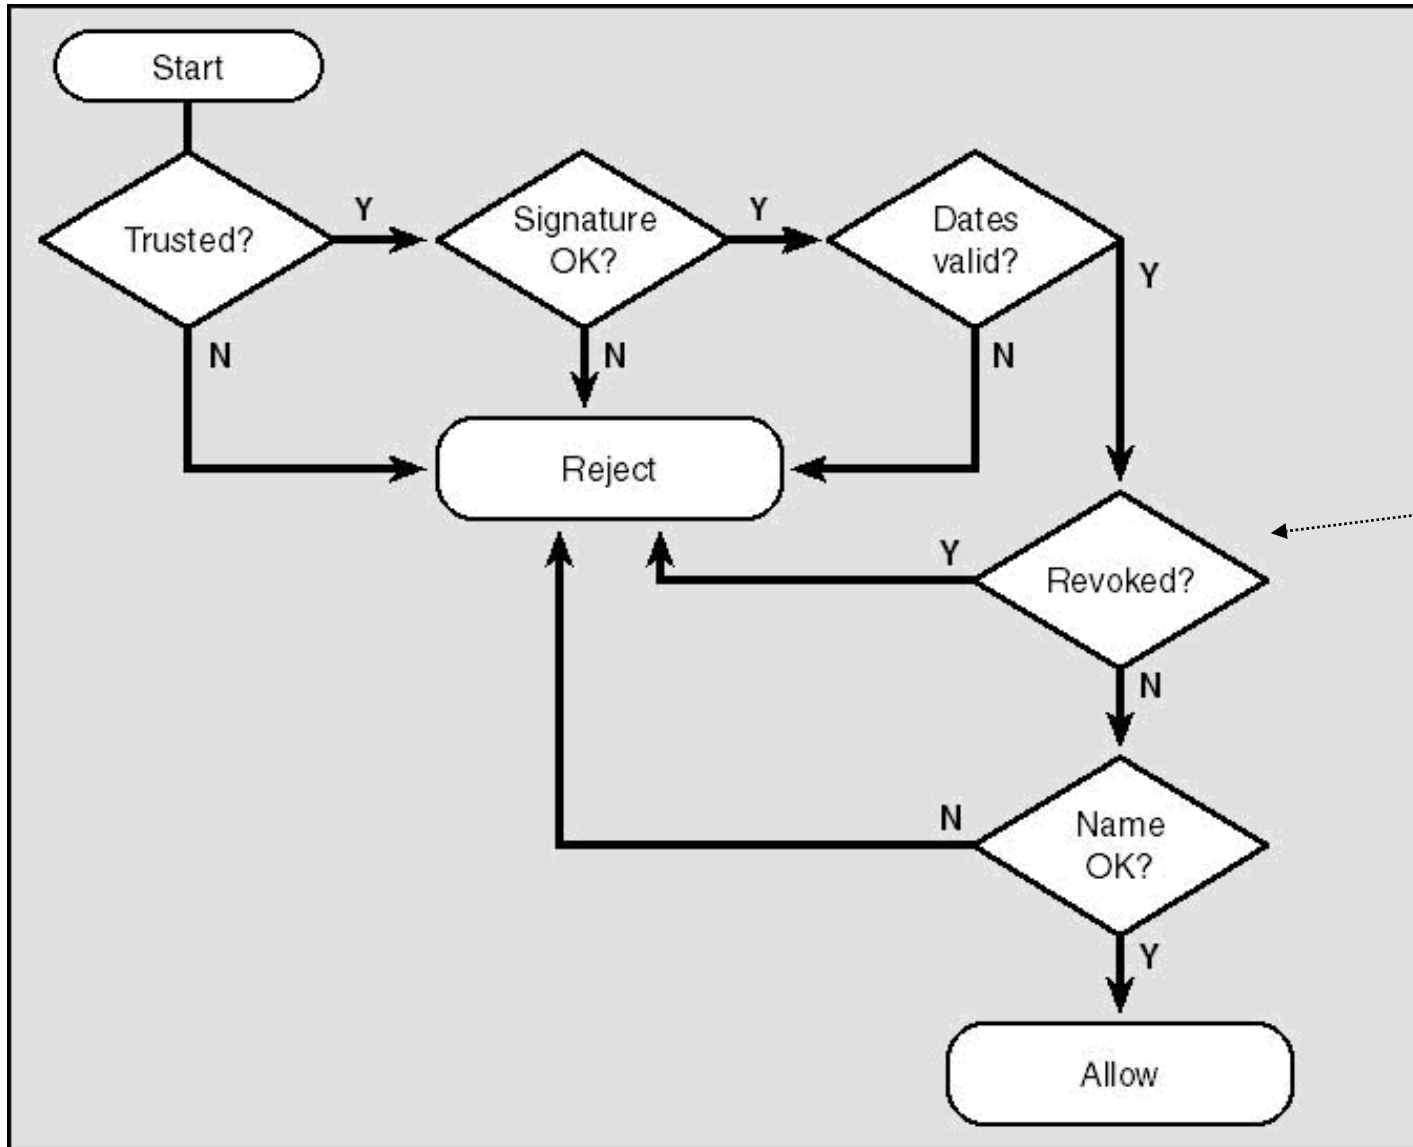 Start
Trusted?
Y
Signature
OK?
Y
Dates
valid?
Y
N
N
N
Reject
Y
Revoked?
N
N
Name
OK?
Y
Allow